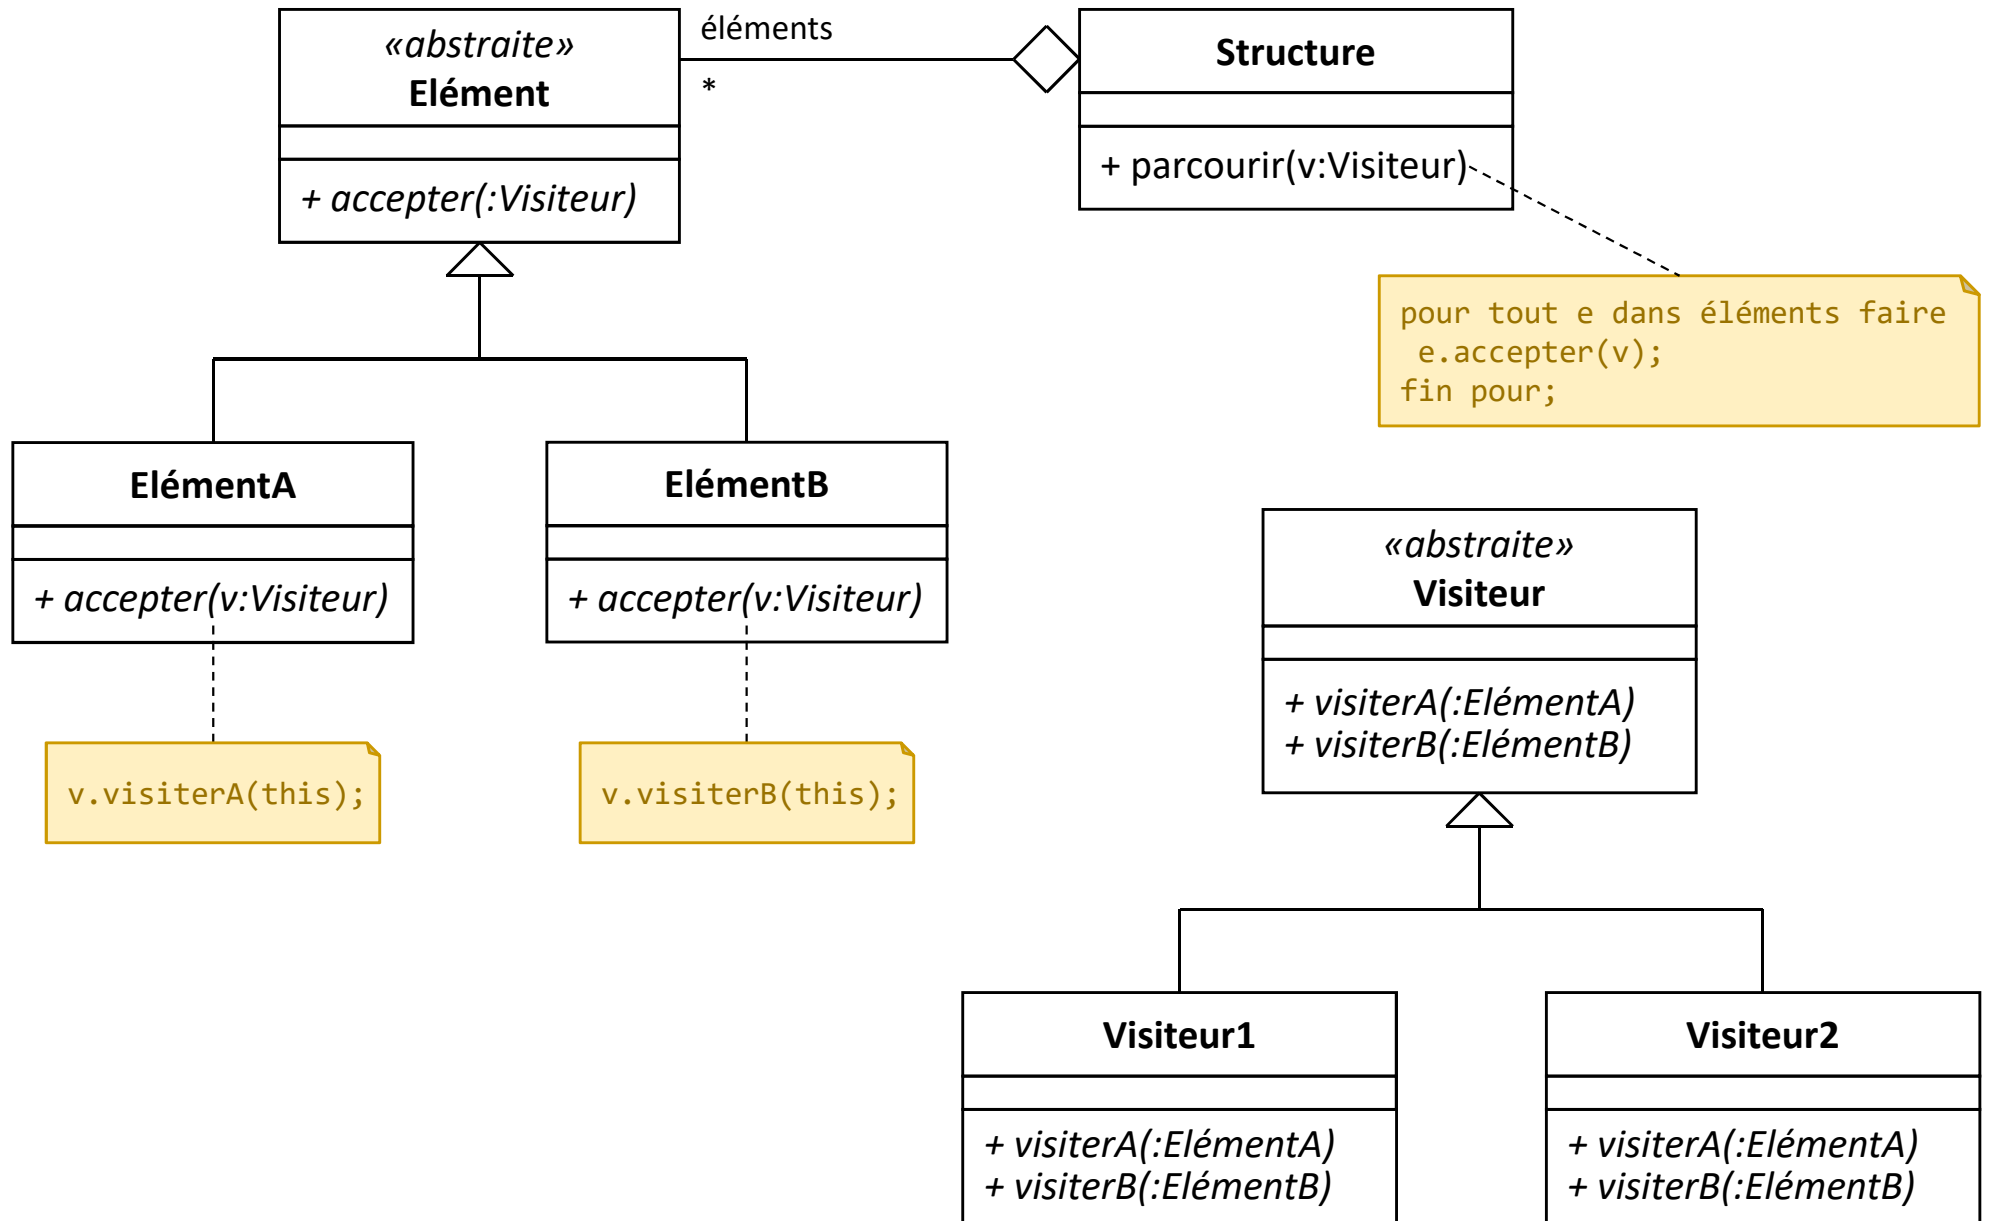 «abstraite»
Elément
+ accepter(:Visiteur)
éléments
*
Structure
+ parcourir(v:Visiteur)
pour tout e dans éléments faire
e.accepter(v);
fin pour;
ElémentA
+ accepter(v:Visiteur)
ElémentB
+ accepter(v:Visiteur)
v.visiterA(this);
v.visiterB(this);
«abstraite»
Visiteur
+ visiterA(:ElémentA)
+ visiterB(:ElémentB)
Visiteur1
+ visiterA(:ElémentA)
+ visiterB(:ElémentB)
Visiteur2
+ visiterA(:ElémentA)
+ visiterB(:ElémentB)